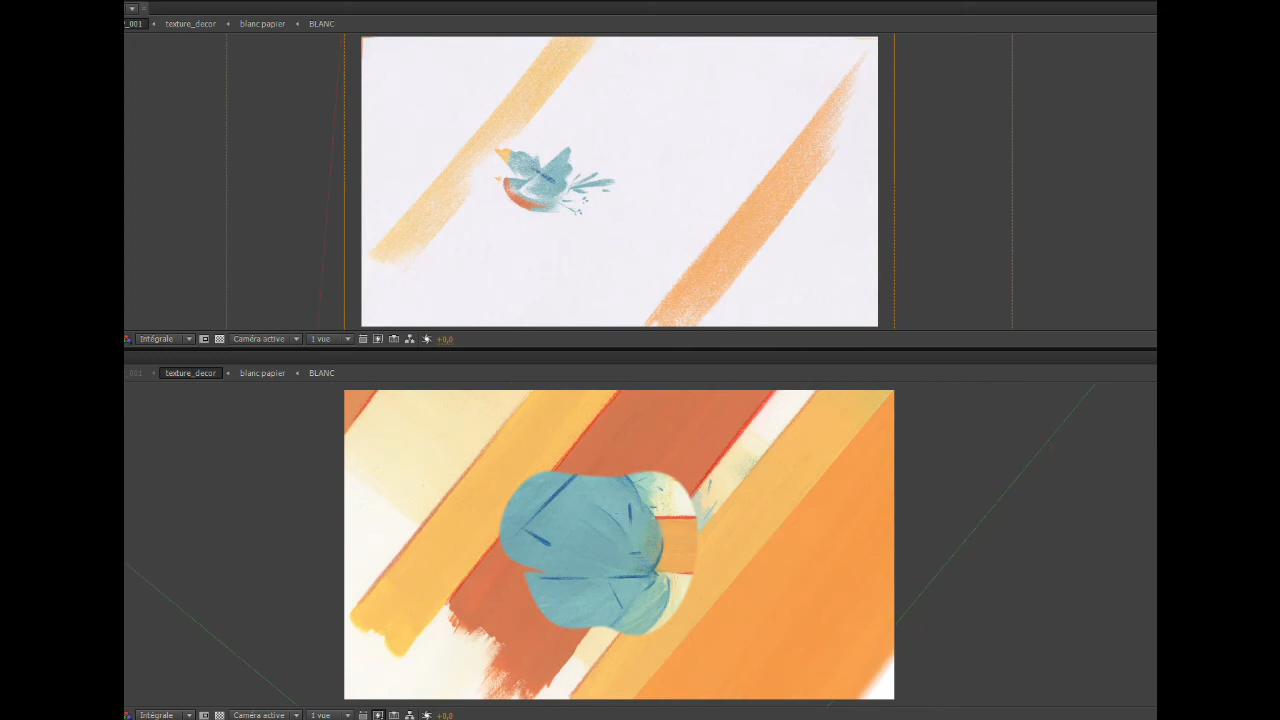 _001 texture_decor blanc papier BLANC
Intégrale Caméra active 1 vue +0,0
_001 texture_decor blanc papier BLANC
Intégrale Caméra active 1 vue +0,0